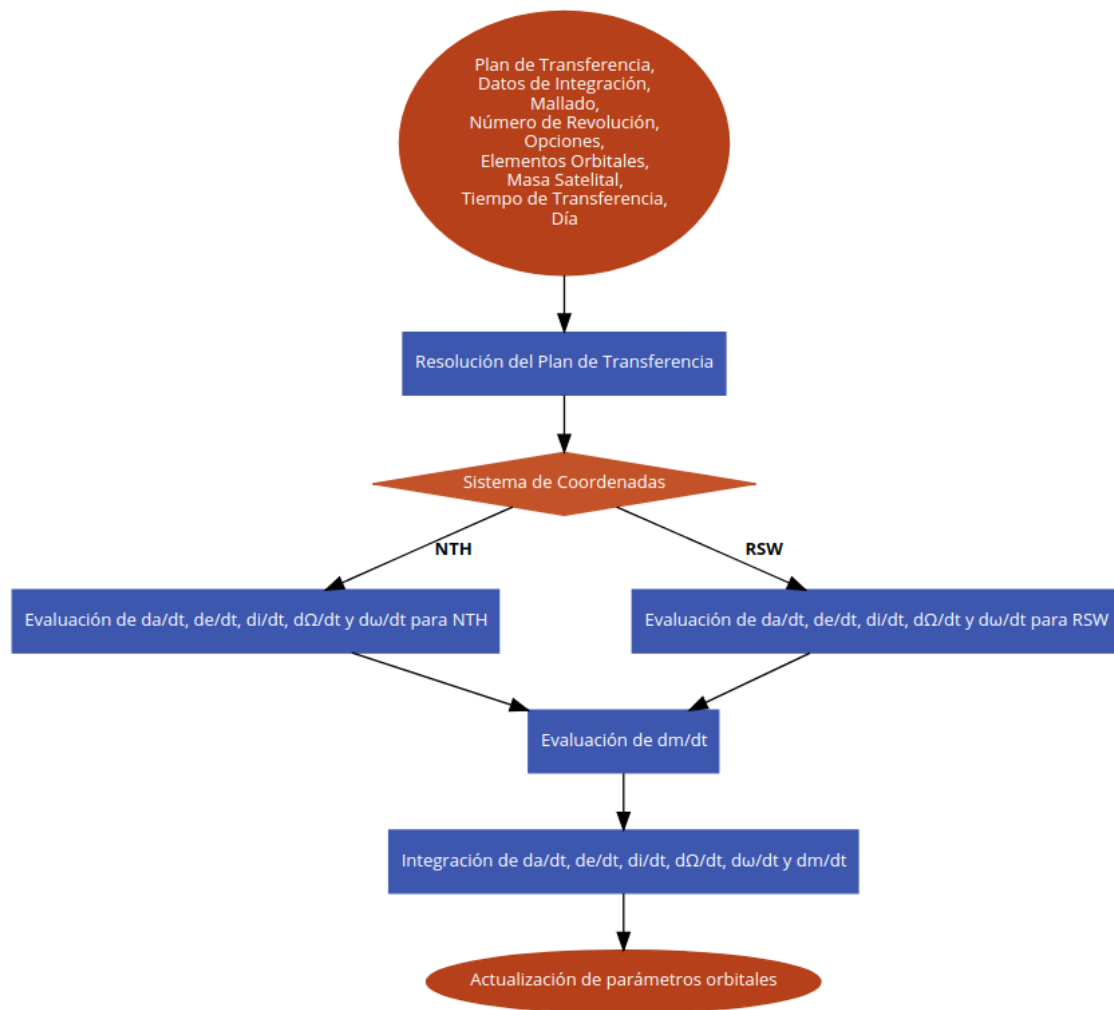 Plan de Transferencia,
Datos de Integración,
Mallado,
Número de Revolución,
Opciones,
Elementos Orbitales,
Masa Satelital,
Tiempo de Transferencia,
Día
Resolución del Plan de Transferencia
Sistema de Coordenadas
NTH
RSW
Evaluación de da/dt, de/dt, di/dt, dΩ/dt y dω/dt para NTH
Evaluación de da/dt, de/dt, di/dt, dΩ/dt y dω/dt para RSW
Evaluación de dm/dt
Integración de da/dt, de/dt, di/dt, dΩ/dt, dω/dt y dm/dt
Actualización de parámetros orbitales